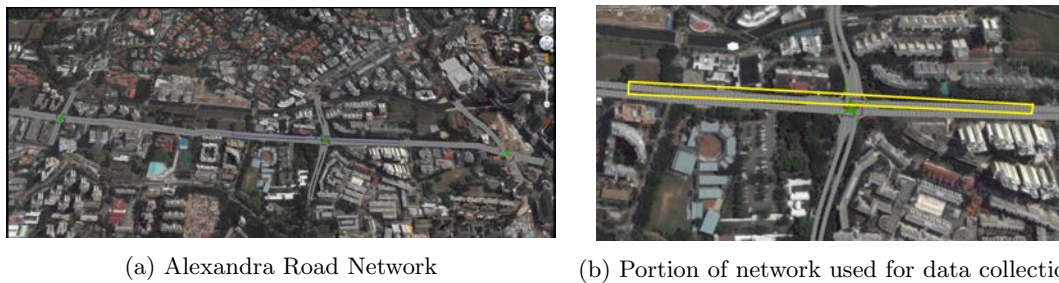 (a) Alexandra Road Network
(b) Portion of network used for data collectio